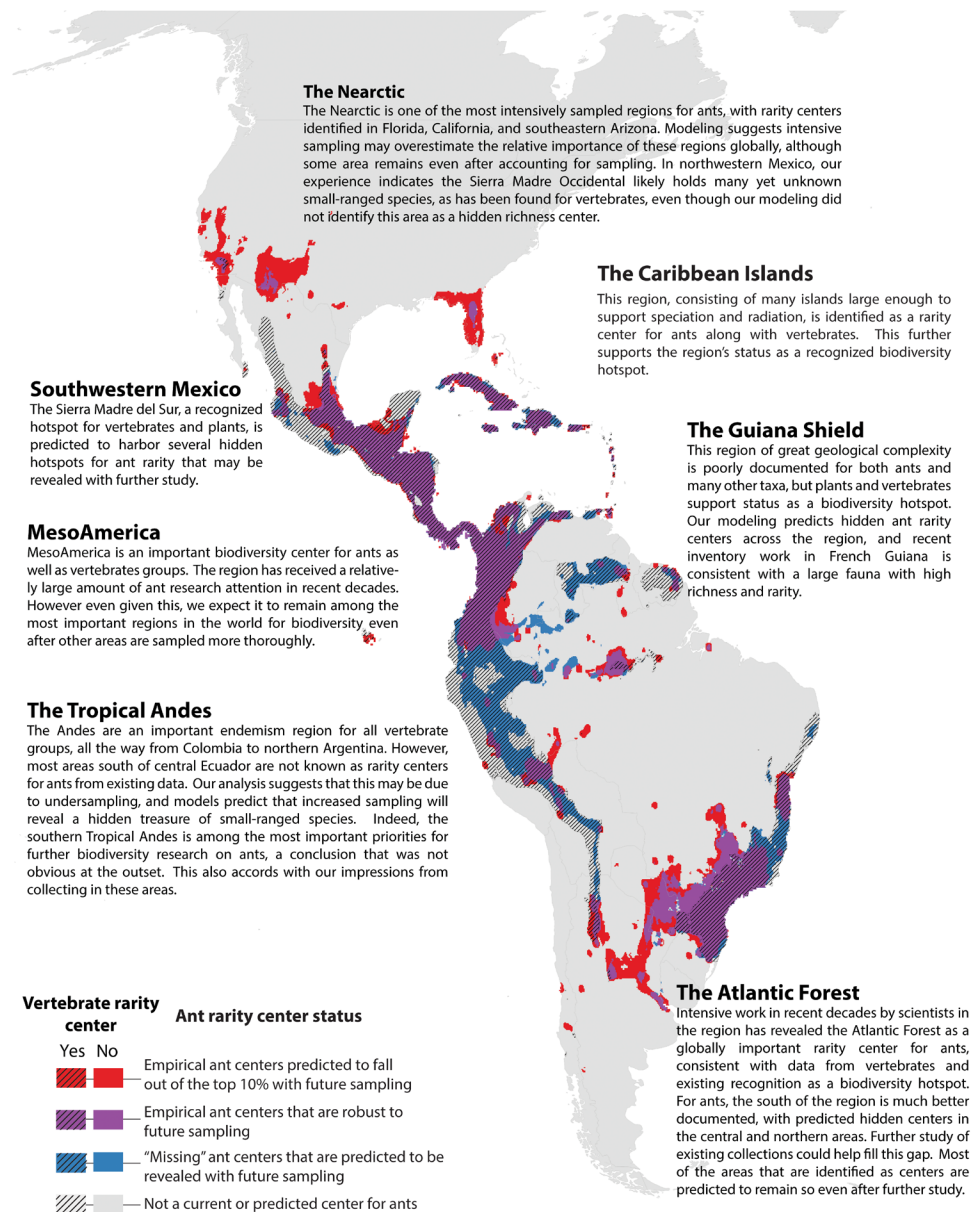 The Nearctic
The Nearctic is one of the most intensively sampled regions for ants, with rarity centers
identified in Florida, California, and southeastern Arizona. Modeling suggests intensive
sampling may overestimate the relative importance of these regions globally, although
some area remains even after accounting for sampling. In northwestern Mexico, our
experience indicates the Sierra Madre Occidental likely holds many yet unknown
small-ranged species, as has been found for vertebrates, even though our modeling did
not identify this area as a hidden richness center.
The Caribbean Islands
This region, consisting of many islands large enough to
support speciation and radiation, is identified as a rarity
center for ants along with vertebrates. This further
supports the region's status as a recognized biodiversity
hotspot.
Southwestern Mexico
The Sierra Madre del Sur, a recognized
hotspot for vertebrates and plants, is
predicted to harbor several hidden
hotspots for ant rarity that may be
revealed with further study.
The Guiana Shield
This region of great geological complexity
is poorly documented for both ants and
many other taxa, but plants and vertebrates
support status as a biodiversity hotspot.
Our modeling predicts hidden ant rarity
centers across the region, and recent
inventory work in French Guiana is
consistent with a large fauna with high
richness and rarity.
MesoAmerica
MesoAmerica is an important biodiversity center for ants as
well as vertebrates groups. The region has received a relative-
ly large amount of ant research attention in recent decades.
However even given this, we expect it to remain among the
most important regions in the world for biodiversity even
after other areas are sampled more thoroughly.
The Tropical Andes
The Andes are an important endemism region for all vertebrate
groups, all the way from Colombia to northern Argentina. However,
most areas south of central Ecuador are not known as rarity centers
for ants from existing data. Our analysis suggests that this may be due
to undersampling, and models predict that increased sampling will
reveal a hidden treasure of small-ranged species. Indeed, the
southern Tropical Andes is among the most important priorities for
further biodiversity research on ants, a conclusion that was not
obvious at the outset. This also accords with our impressions from
collecting in these areas.
The Atlantic Forest
Intensive work in recent decades by scientists in
the region has revealed the Atlantic Forest as a
globally important rarity center for ants,
consistent with data from vertebrates and
existing recognition as a biodiversity hotspot.
For ants, the south of the region is much better
documented, with predicted hidden centers in
the central and northern areas. Further study of
existing collections could help fill this gap. Most
of the areas that are identified as centers are
predicted to remain so even after further study.
Vertebrate rarity
center
Ant rarity center status
Yes No
Empirical ant centers predicted to fall
out of the top 10% with future sampling
Empirical ant centers that are robust to
future sampling
“Missing” ant centers that are predicted to be
revealed with future sampling
Not a current or predicted center for ants